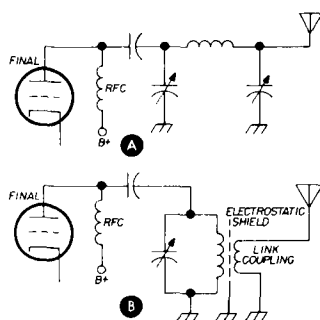 FINAL
RFC
B+
A
FINAL
RFC
B+
B
ELECTROSTATIC
SHIELD
LINK
COUPLING